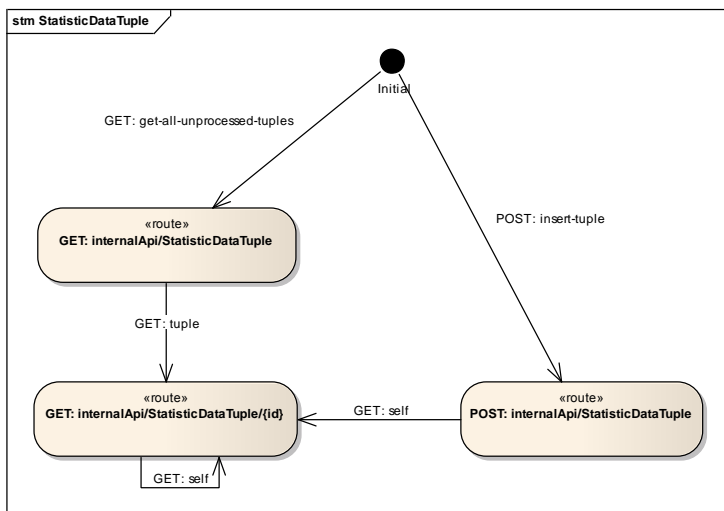 stm StatisticDataTuple
Initial
GET: get-all-unprocessed-tuples
POST: insert-tuple
«route»
GET: internalApi/StatisticDataTuple
GET: tuple
«route»
GET: internalApi/StatisticDataTuple/{id}
GET: self
«route»
POST: internalApi/StatisticDataTuple
GET: self